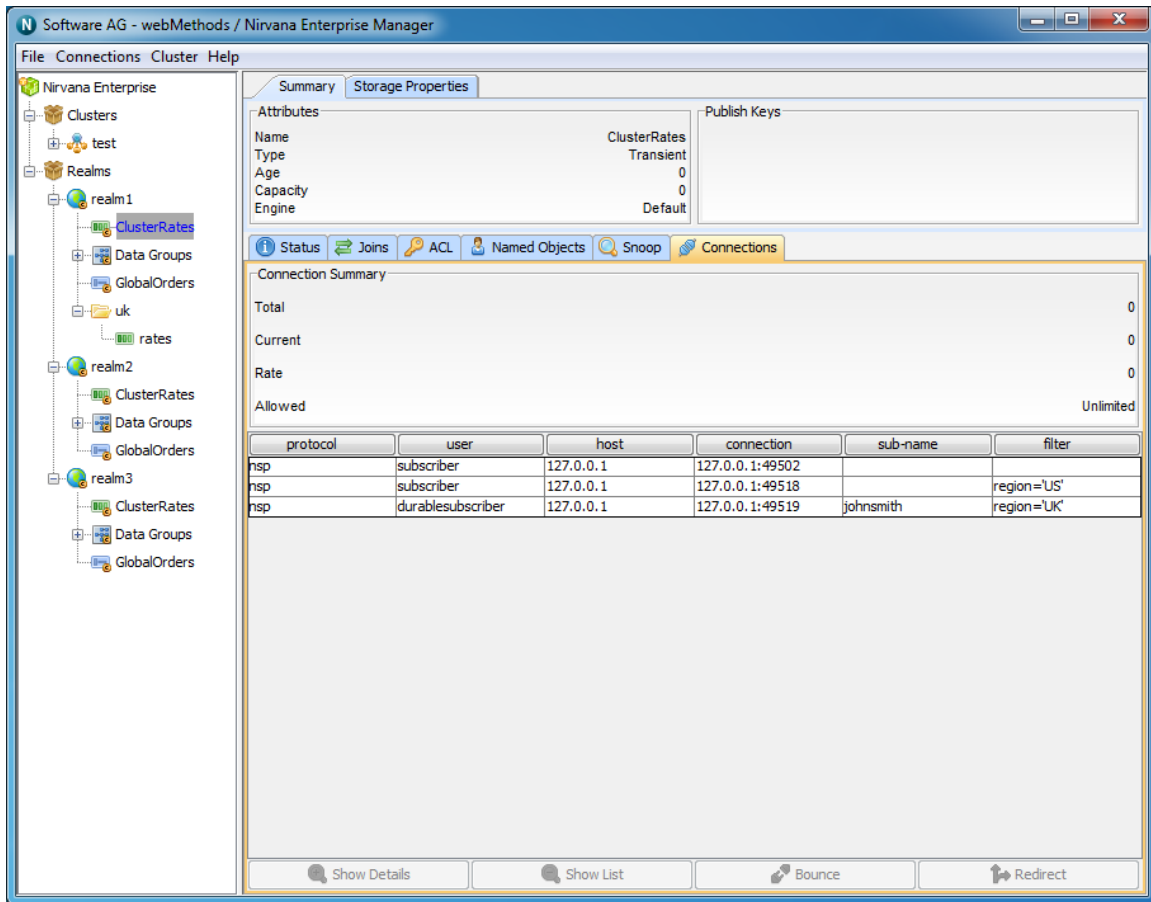 Software AG - webMethods / Nirvana Enterprise Manager
File Connections Cluster Help
Nirvana Enterprise
Clusters
test
Realms
realm1
ClusterRates
Data Groups
GlobalOrders
uk
rates
realm2
ClusterRates
Data Groups
GlobalOrders
realm3
ClusterRates
Data Groups
GlobalOrders
Summary Storage Properties
Attributes
Name ClusterRates
Type Transient
Age 0
Capacity 0
Engine Default
Publish Keys
Status Joins ACL Named Objects Snoop Connections
Connection Summary
Total 0
Current 0
Rate 0
Allowed Unlimited
protocol user host connection sub-name filter
nsp subscriber 127.0.0.1 127.0.0.1:49502
nsp subscriber 127.0.0.1 127.0.0.1:49518 region='US'
nsp durablesubscriber 127.0.0.1 127.0.0.1:49519 johnsmith region='UK'
Show Details Show List Bounce Redirect